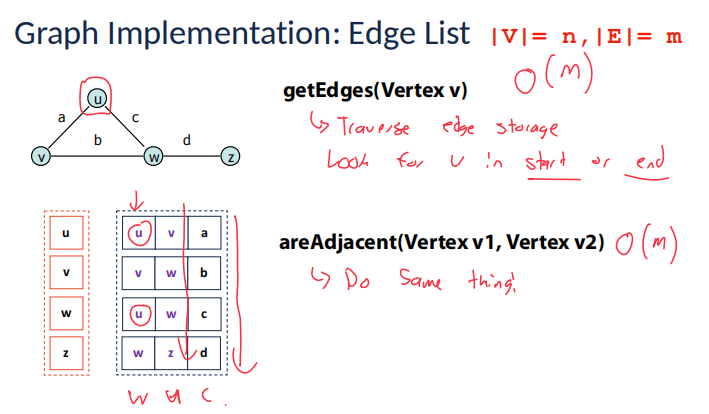 Graph Implementation: Edge List |V|= n, |E|= m
getEdges(Vertex v) O(m)
↳ Traverse edge storage
Look for u in start or end
u
a c
b d
v w z
areAdjacent(Vertex v1, Vertex v2) O(m)
↳ Do Same thing!
u u v a
v v w b
w u w c
z w z d
w u c